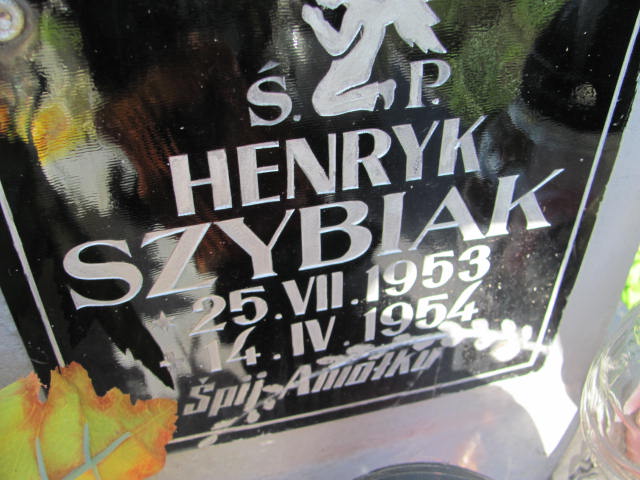 Ś. P.
HENRYK
SZYBIAK
* 25.VII.1953
+ 14.IV.1954
Śpij Aniołku